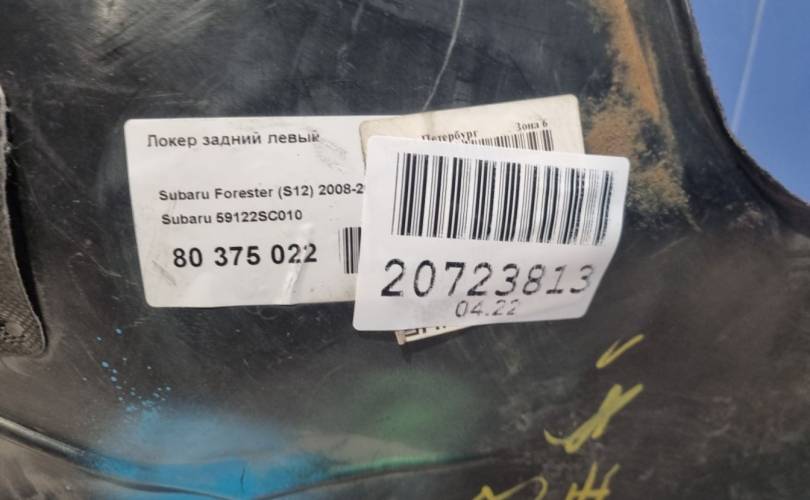 Локер задний левый
Subaru Forester (S12) 2008-2
Subaru 59122SC010
80 375 022
Петербург
Зона 6
20723813
04.22